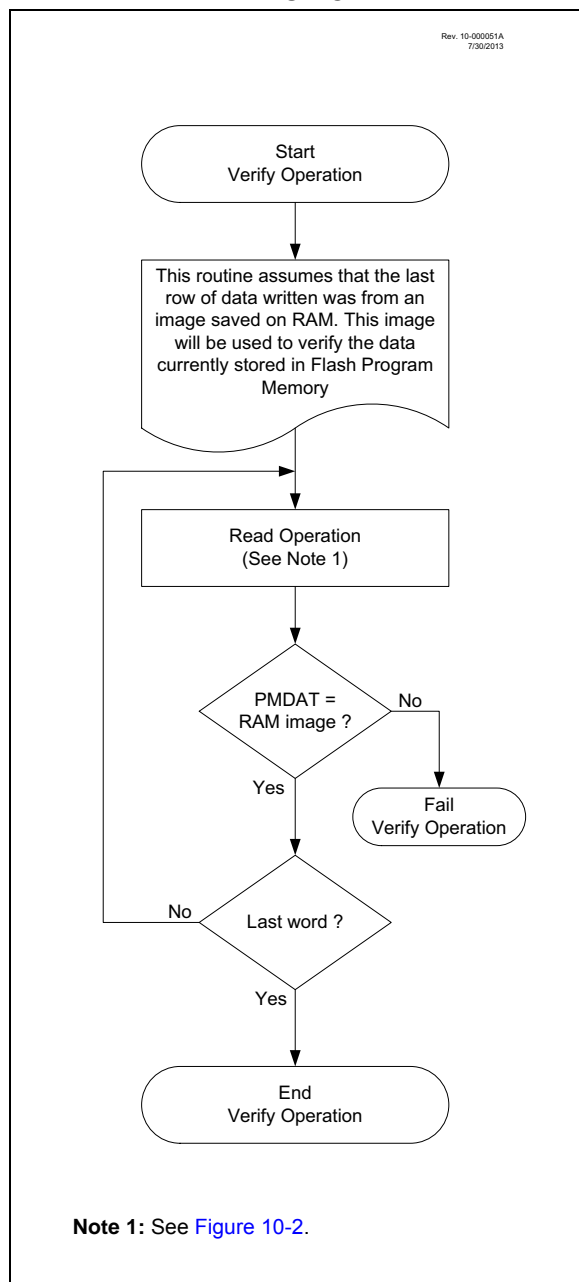 Rev. 10-000051A
7/30/2013
Start
Verify Operation
This routine assumes that the last
row of data written was from an
image saved on RAM. This image
will be used to verify the data
currently stored in Flash Program
Memory
Read Operation
(See Note 1)
PMDAT =
RAM image ?
No
Yes
Fail
Verify Operation
Last word ?
No
Yes
End
Verify Operation
Note 1: See Figure 10-2.